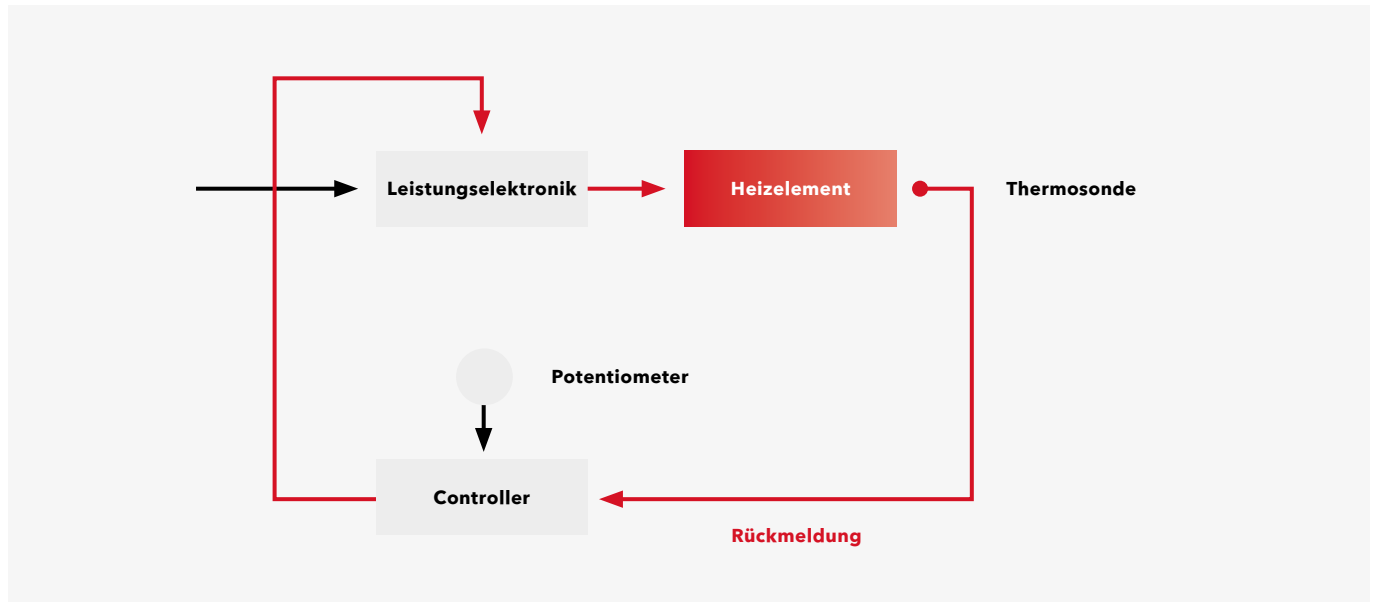 Leistungselektronik
Heizelement
Thermosonde
Potentiometer
Controller
Rückmeldung